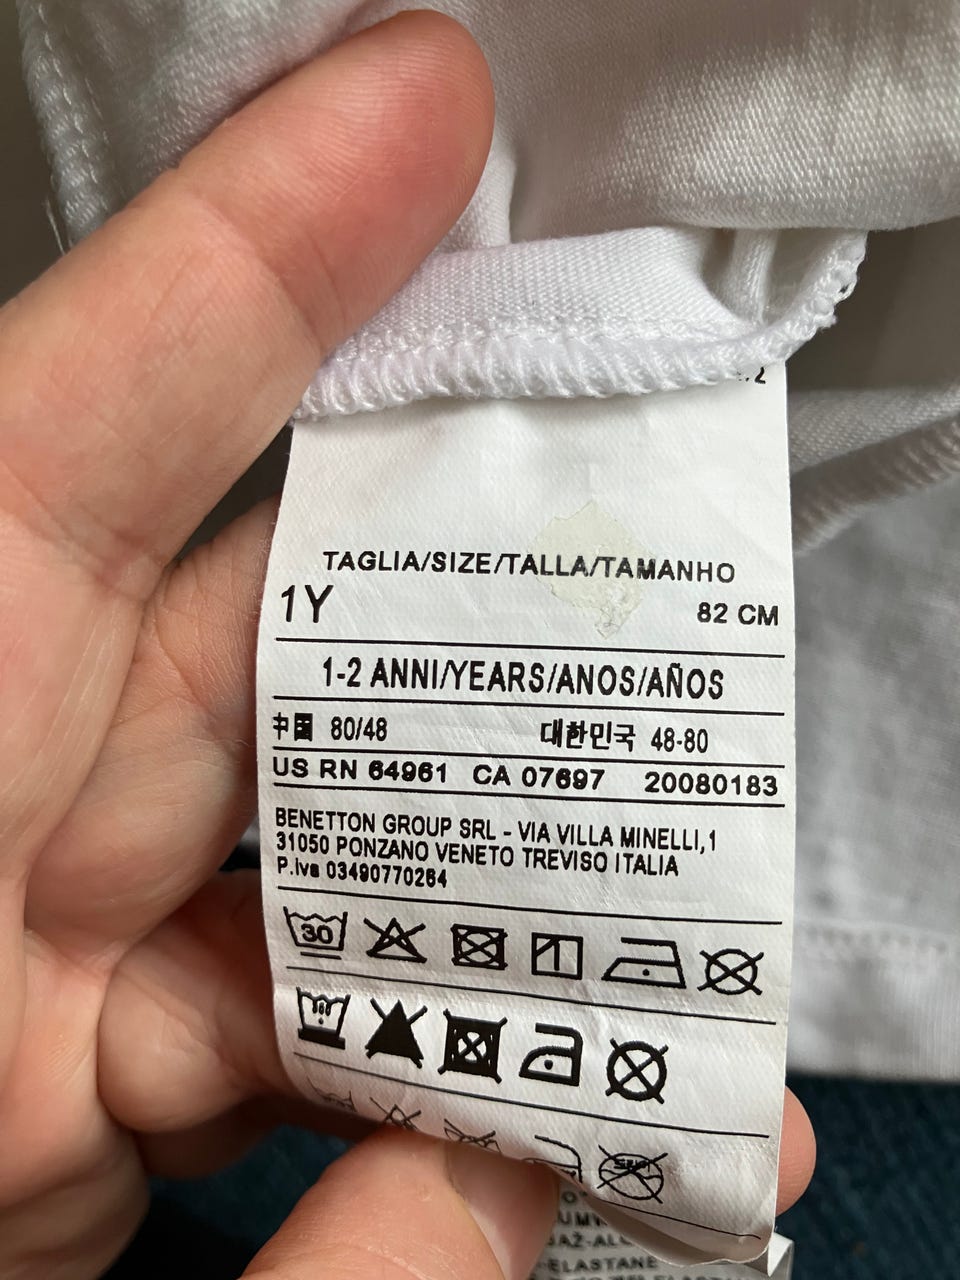 TAGLIA/SIZE/TALLA/TAMANHO
1Y 82 CM
1-2 ANNI/YEARS/ANOS/AÑOS
中国 80/48 대한민국 48-80
US RN 64961 CA 07697 20080183
BENETTON GROUP SRL - VIA VILLA MINELLI,1
31050 PONZANO VENETO TREVISO ITALIA
P.Iva 03490770264
30
ELASTANE